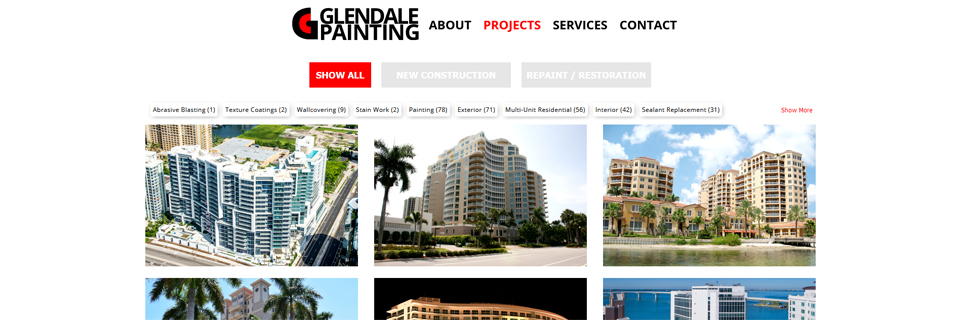 GLENDALE
PAINTING
ABOUT PROJECTS SERVICES CONTACT
SHOW ALL NEW CONSTRUCTION REPAINT / RESTORATION
Abrasive Blasting (1) Texture Coatings (2) Wallcovering (9) Stain Work (2) Painting (78) Exterior (71) Multi-Unit Residential (56) Interior (42) Sealant Replacement (31) Show More